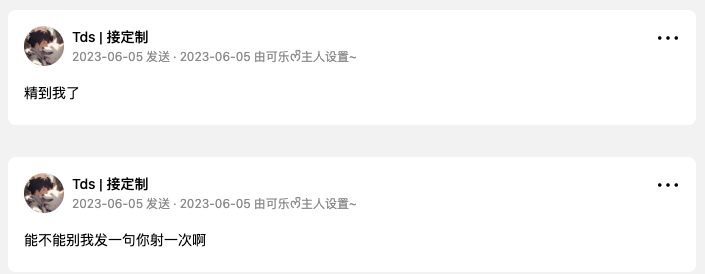 Tds | 接定制
2023-06-05 发送 · 2023-06-05 由可乐ෆ⃛主人设置~
精到我了
Tds | 接定制
2023-06-05 发送 · 2023-06-05 由可乐ෆ⃛主人设置~
能不能别我发一句你射一次啊